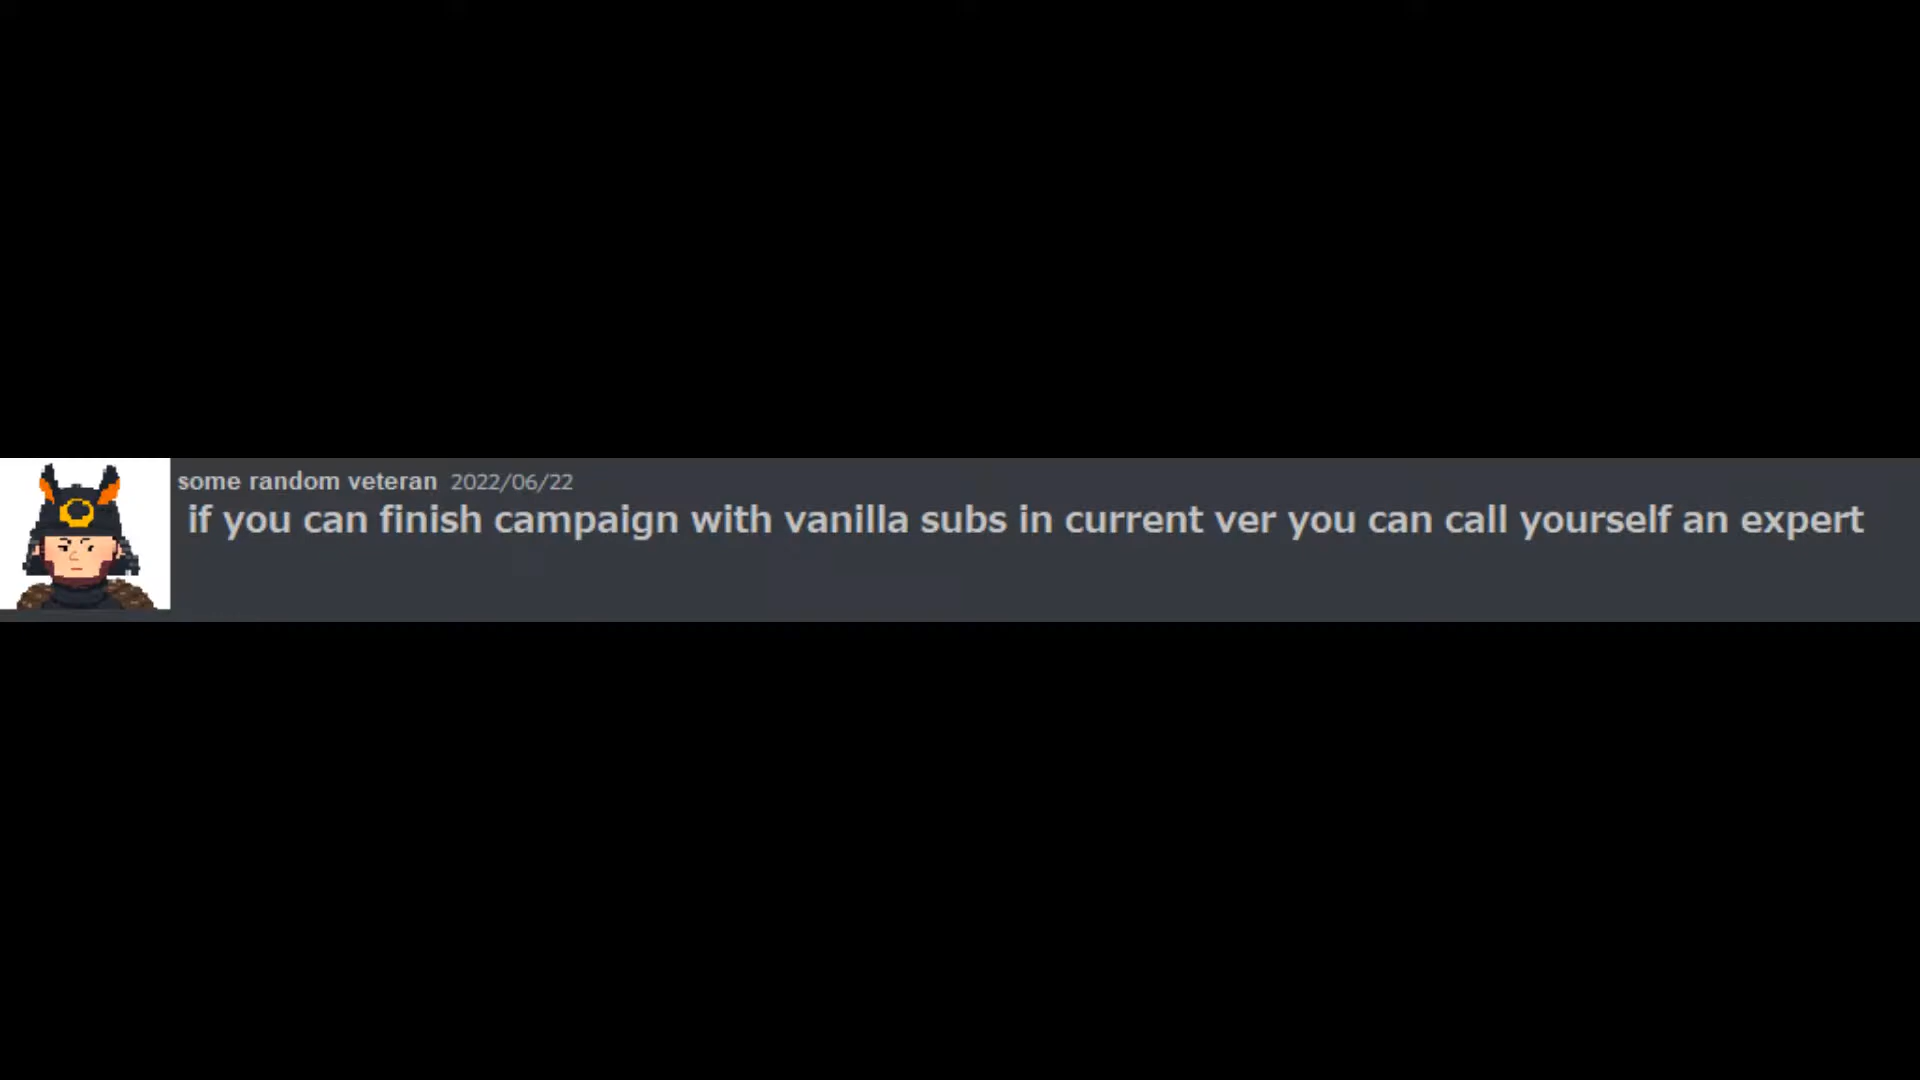 some random veteran 2022/06/22
if you can finish campaign with vanilla subs in current ver you can call yourself an expert